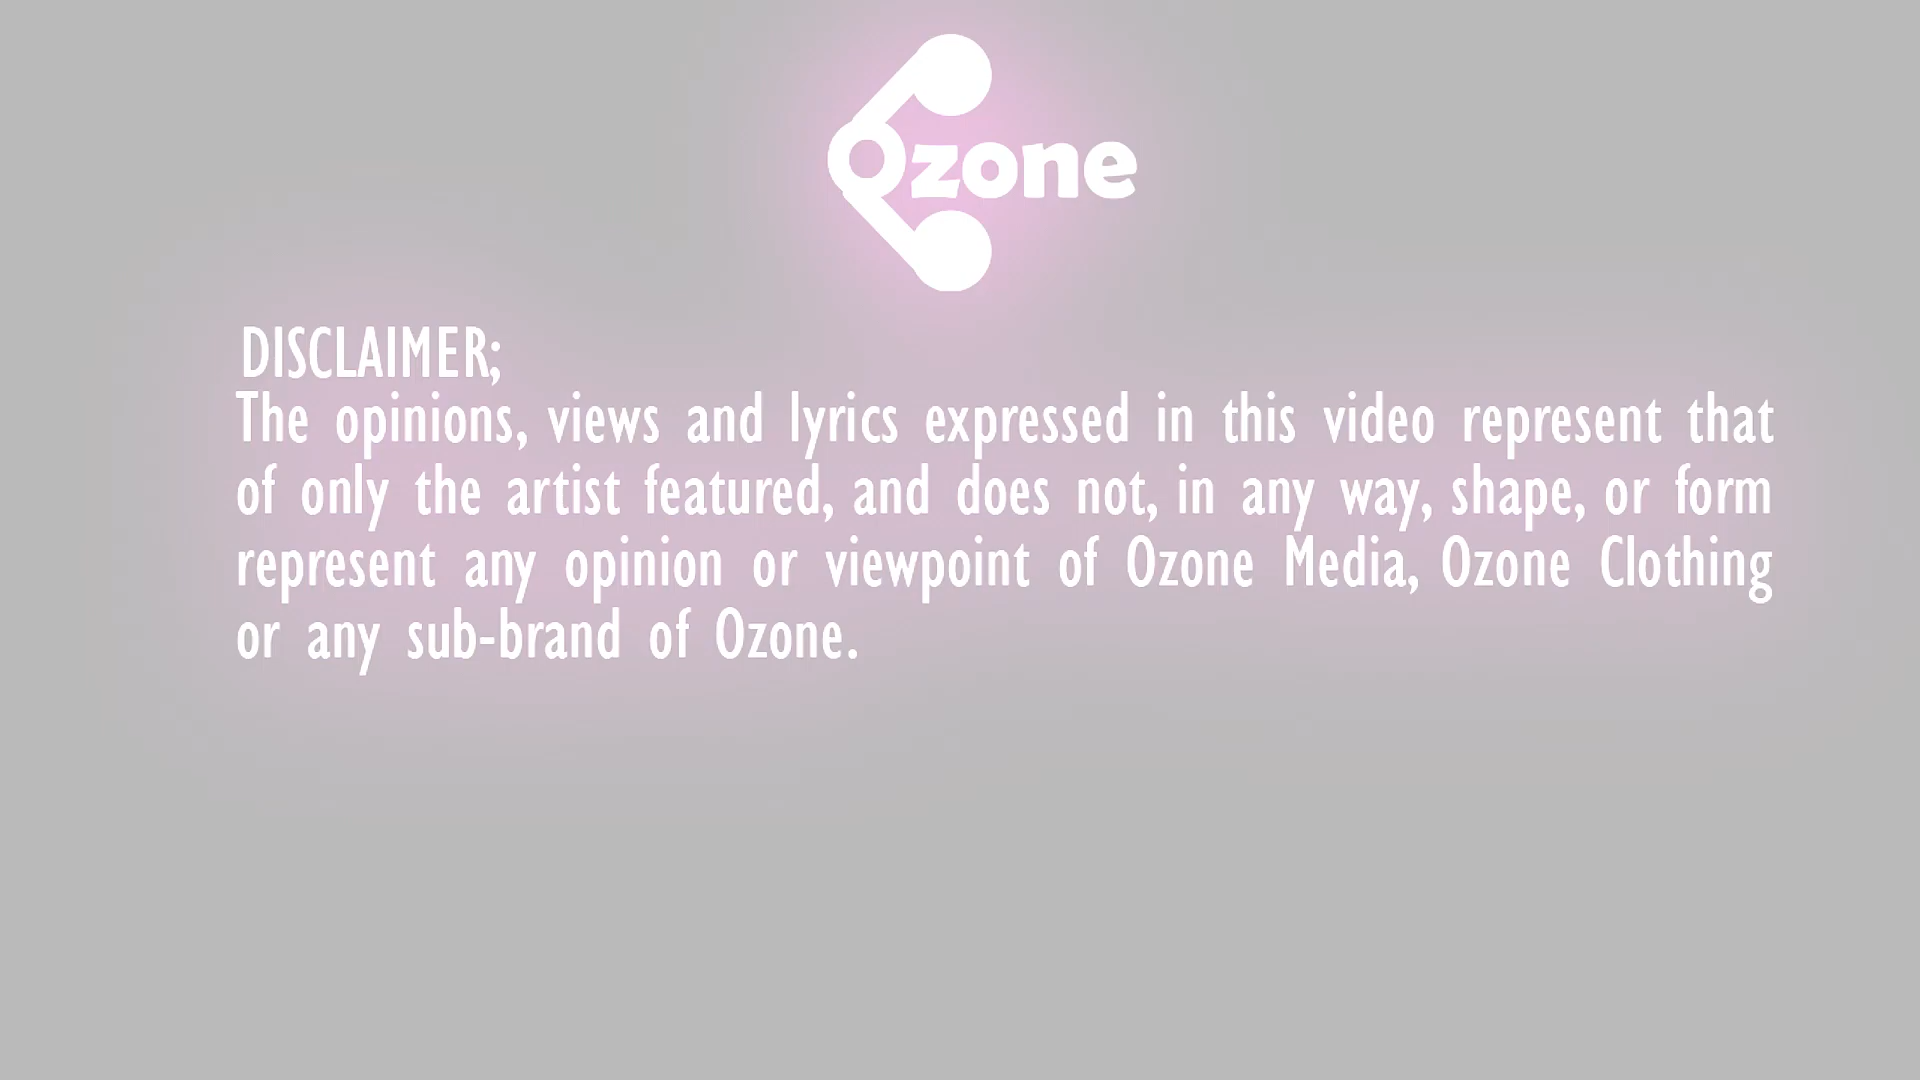 Ozone
DISCLAIMER;
The opinions, views and lyrics expressed in this video represent that
of only the artist featured, and does not, in any way, shape, or form
represent any opinion or viewpoint of Ozone Media, Ozone Clothing
or any sub-brand of Ozone.